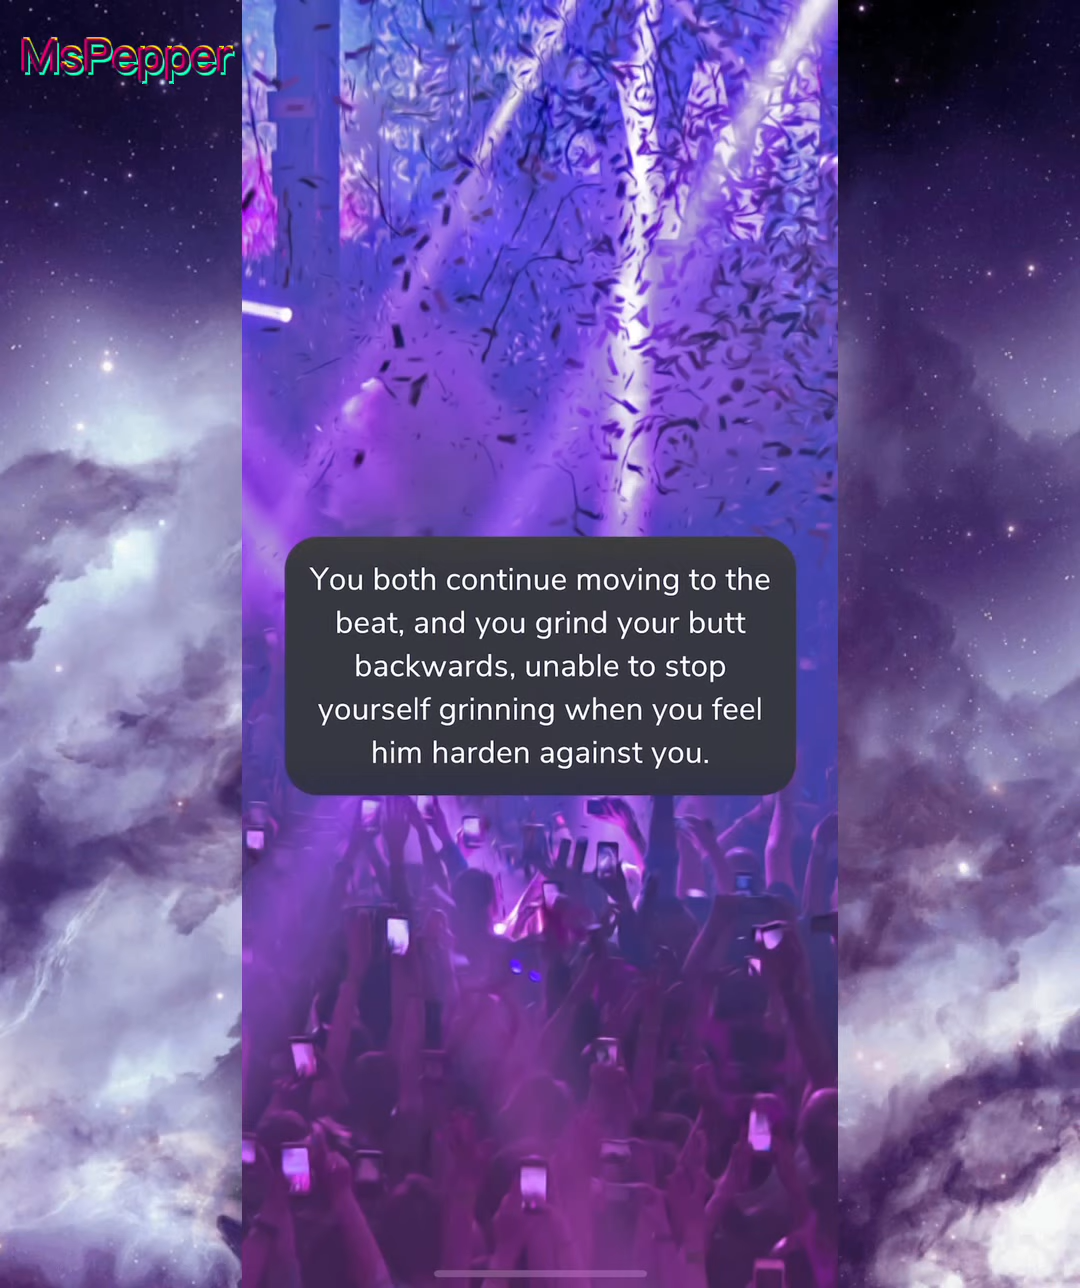 MsPepper
You both continue moving to the
beat, and you grind your butt
backwards, unable to stop
yourself grinning when you feel
him harden against you.